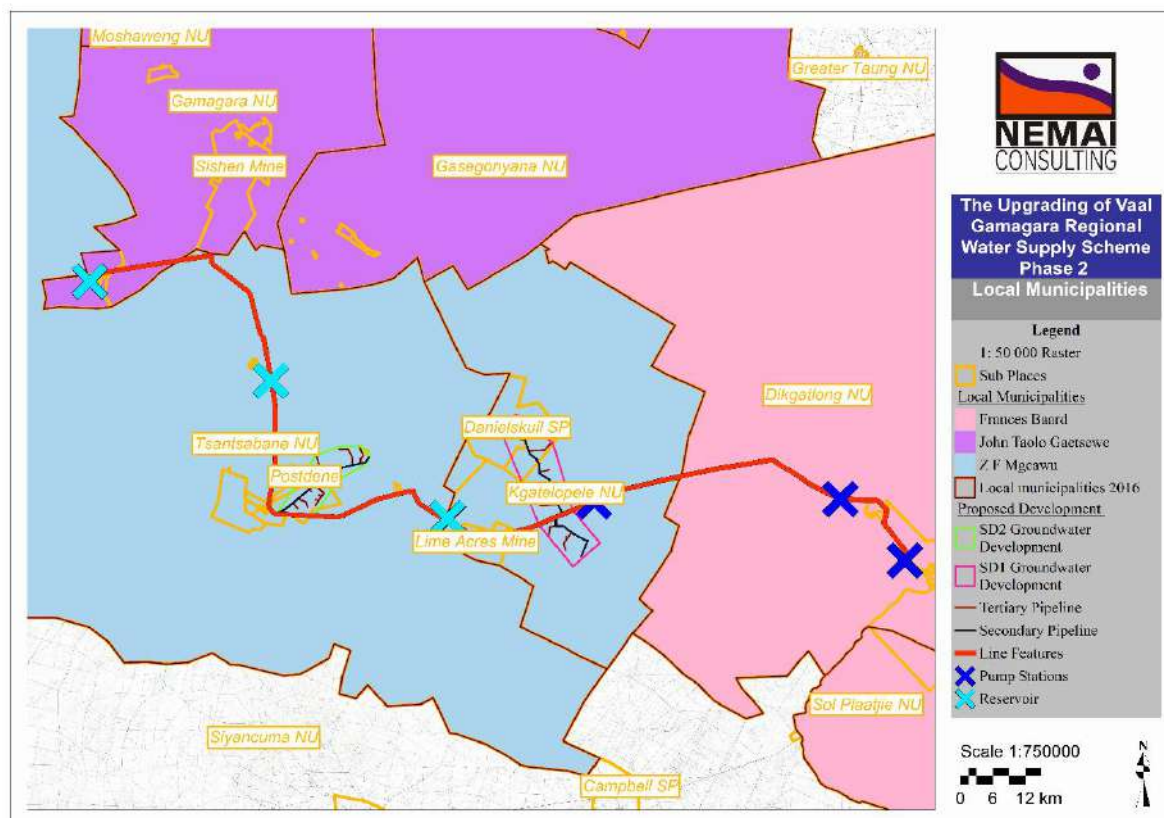 Moshaweng NU
Greater Taung NU
Gamagara NU
Sishen Mine
Gasegonyana NU
Dikgatlong NU
Danielskuil SP
Tsantsabane NU
Postdene
Kgatelopele NU
Lime Acres Mine
Sol Plaatjie NU
Siyancuma NU
Campbell SP
NEMAI
CONSULTING
The Upgrading of Vaal
Gamagara Regional
Water Supply Scheme
Phase 2
Local Municipalities
Legend
1: 50 000 Raster
Sub Places
Local Municipalities
Frances Baard
John Taolo Gaetsewe
Z F Mgcawu
Local municipalities 2016
Proposed Development
SD2 Groundwater
Development
SD1 Groundwater
Development
Tertiary Pipeline
Secondary Pipeline
Line Features
Pump Stations
Reservoir
Scale 1:750000
N
0 6 12 km